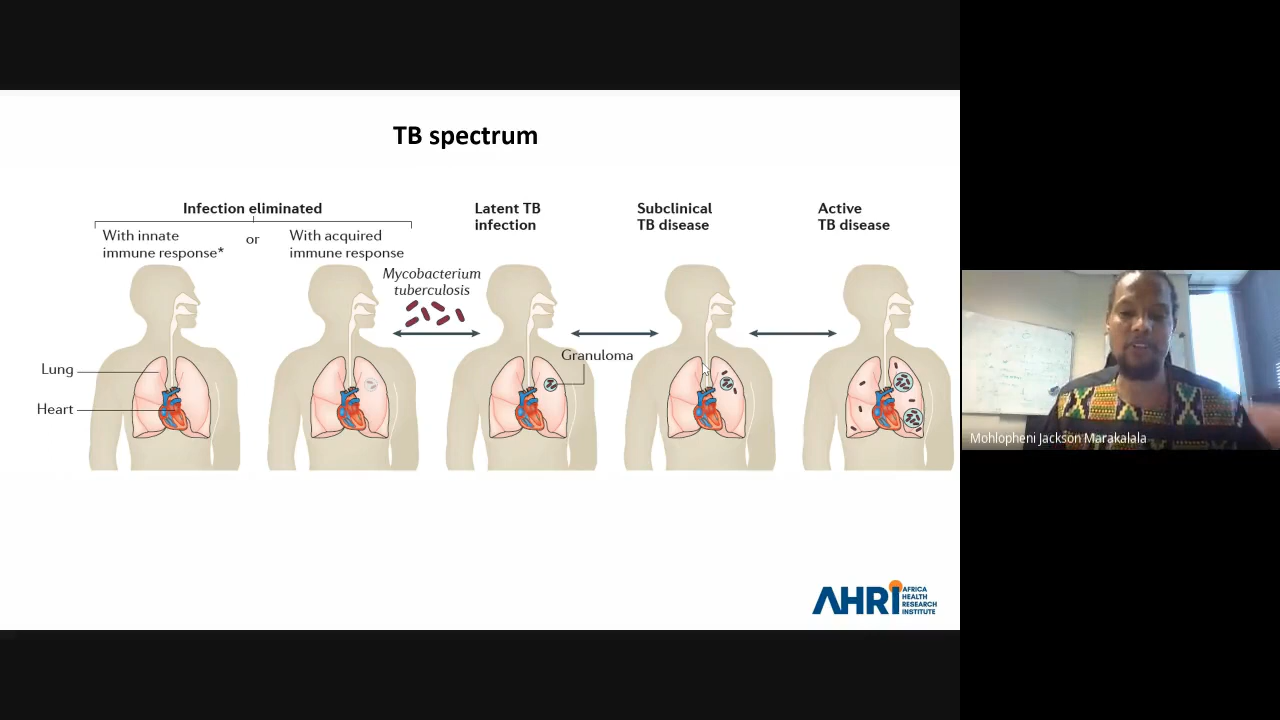 TB spectrum
Infection eliminated
With innate
immune response*
or
With acquired
immune response
Mycobacterium
tuberculosis
Latent TB
infection
Subclinical
TB disease
Active
TB disease
Granuloma
Lung
Heart
AHRI
AFRICA
HEALTH
RESEARCH
INSTITUTE
Mohlopheni Jackson Marakalala